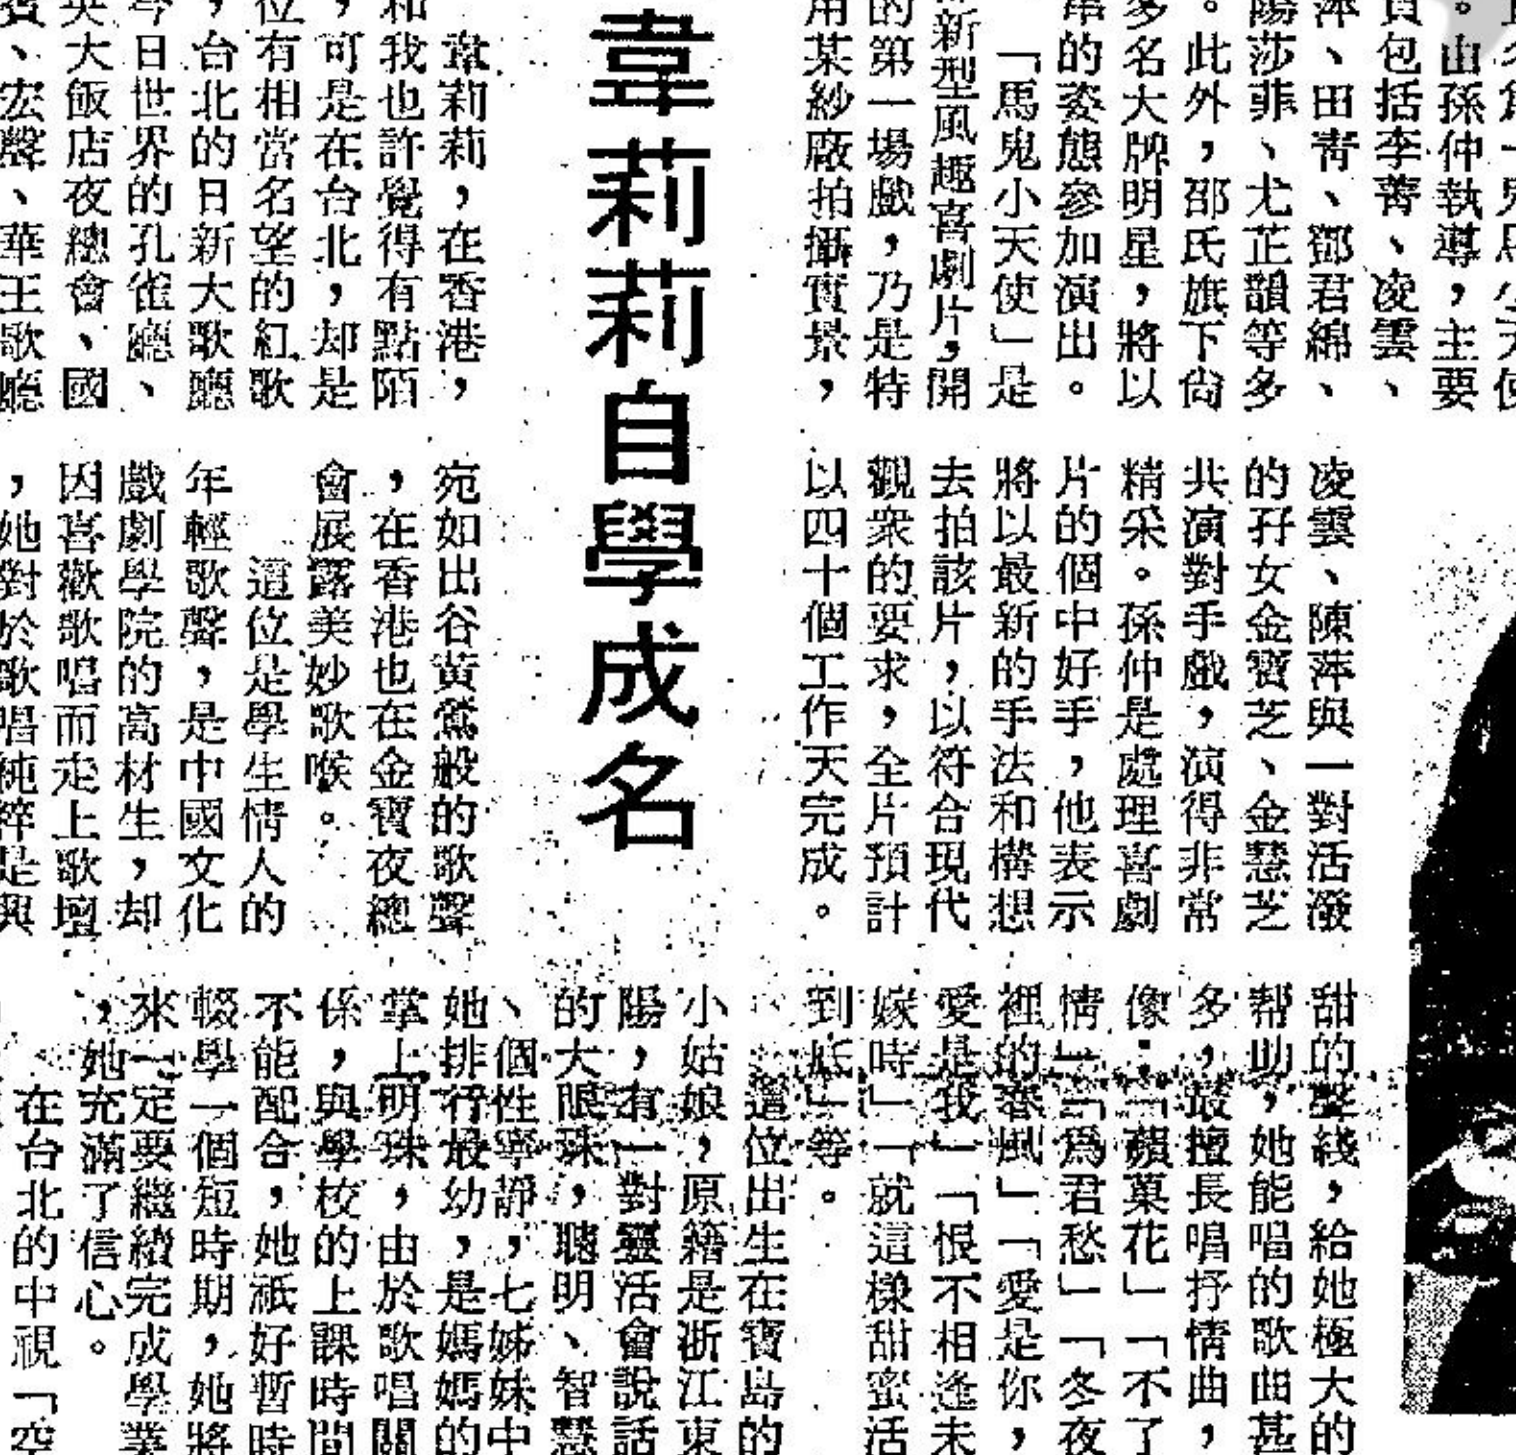 鬼馬小天使
。由孫仲執導，主要
員包括李菁、凌雲、
萍、田青、鄧君綿、
陽莎菲、尤芷韻等多
。此外，邵氏旗下尙
多名大牌明星，將以
串的姿態參加演出。
「馬鬼小天使」是
新型風趣喜劇片，開
的第一場戲，乃是特
用某紗廠拍攝實景，
凌雲、陳萍與一對活潑
的孖女金寶芝、金慧芝
共演對手戲，演得非常
精采。孫仲是處理喜劇
片的個中好手，他表示
將以最新的手法和構想
去拍該片，以符合現代
觀衆的要求，全片預計
以四十個工作天完成。
韋莉莉自學成名
韋莉莉，在香港，
和我也許覺得有點陌
，可是在台北，却是
位有相當名望的紅歌
，台北的日新大歌廳
今日世界的孔雀廳、
央大飯店夜總會、國
賓、宏聲、華王歌廳
宛如出谷黃鶯般的歌聲
，在香港也在金寶夜總
會展露美妙歌喉。
這位是學生情人的
年輕歌聲，是中國文化
戲劇學院的高材生，却
因喜歡歌唱而走上歌壇
，她對於歌唱純粹是興
甜的聲綫，給她極大的
帮助，她能唱的歌曲甚
多，最擅長唱抒情曲，
像：「蘋菓花」「不了
情」「爲君愁」「冬夜
裡的春風」「愛是你，
愛是我」「恨不相逢未
嫁時」「就這樣甜蜜活
到底」等。
這位出生在寶島的
小姑娘，原籍是浙江東
陽，有一對靈活會說話
的大眼珠，聰明、智慧
、個性寧靜，七姊妹中
她排行最幼，是媽媽的
掌上明珠，由於歌唱關
係，與學校的上課時間
不能配合，她祇好暫時
輟學一個短時期，她將
來一定要繼續完成學業
，她充滿了信心。
在台北的中視「空